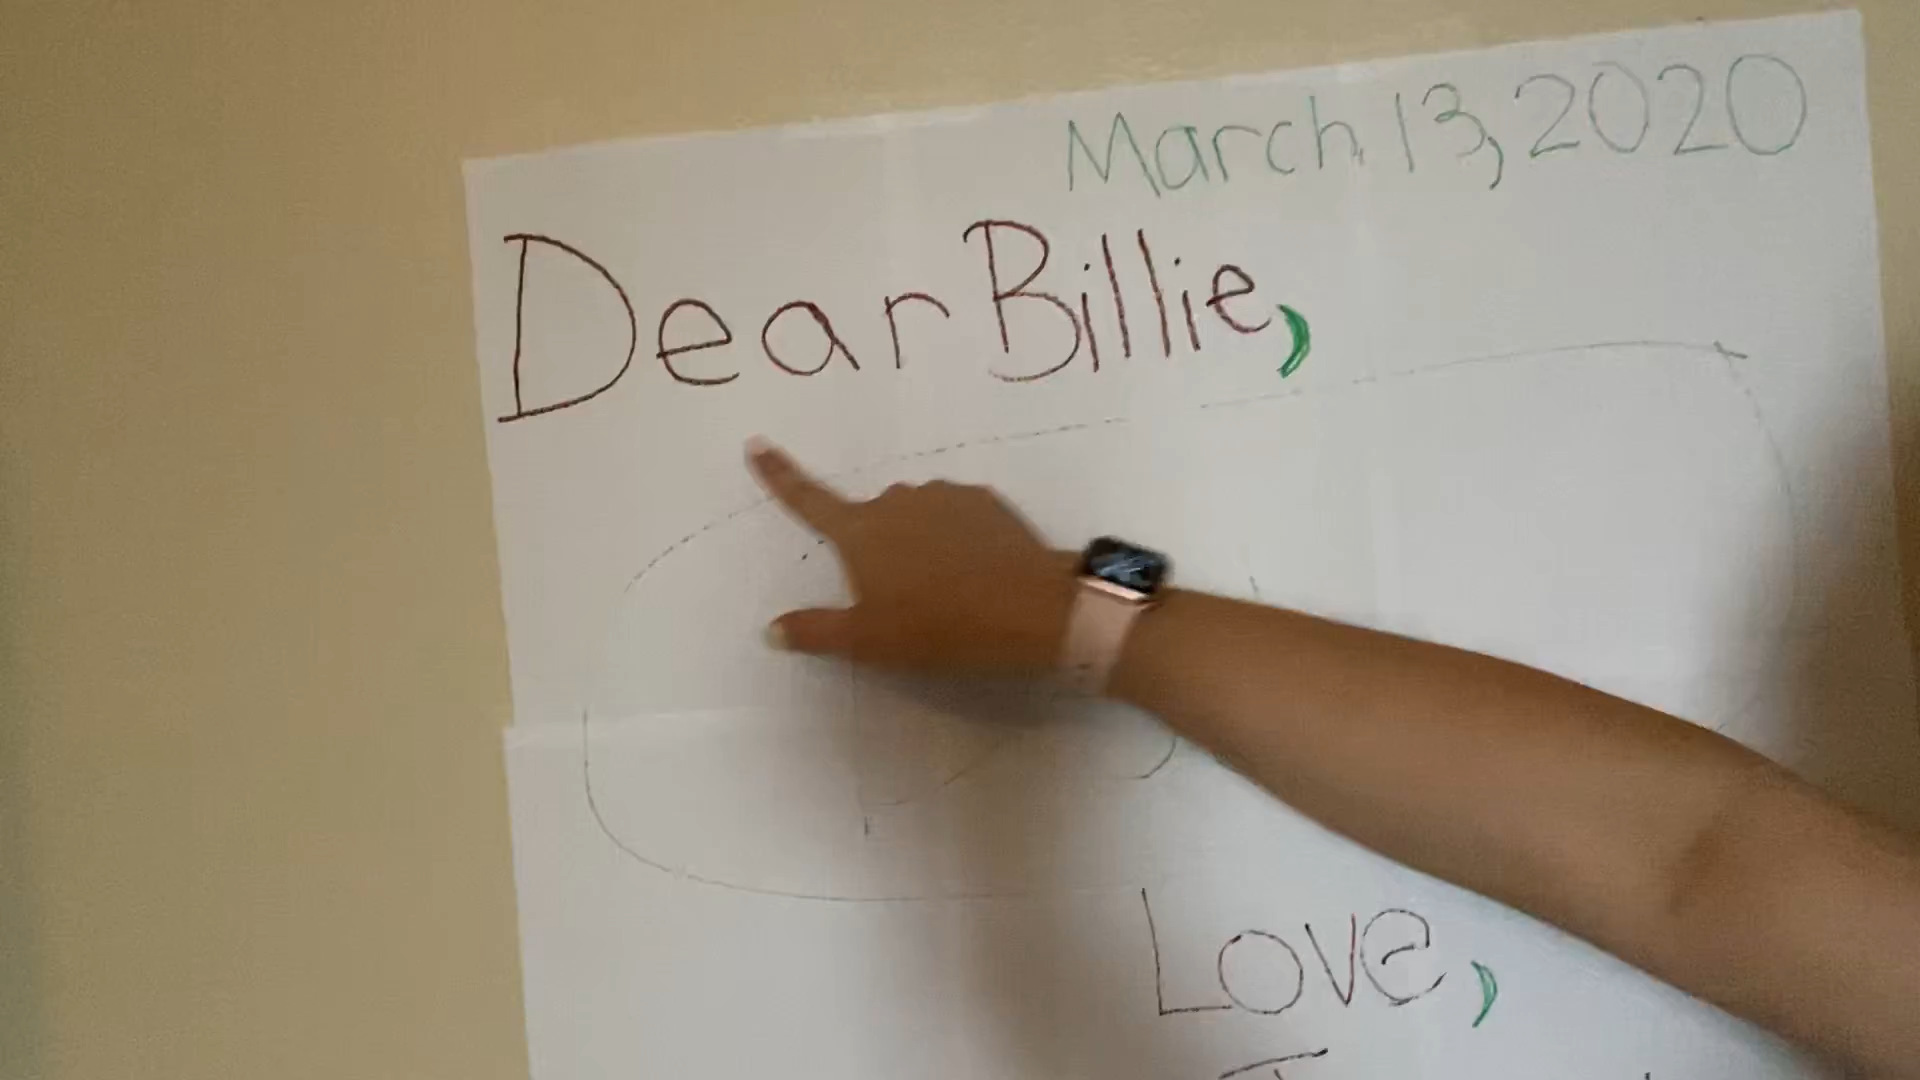 March 13, 2020
Dear Billie,
Love,